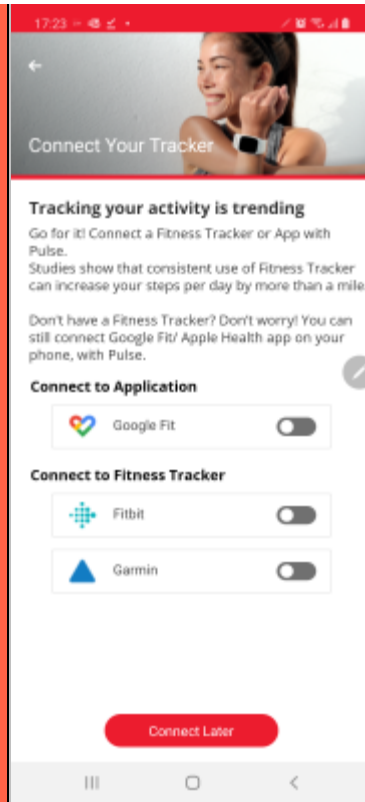 17:23
Connect Your Tracker
Tracking your activity is trending
Go for it! Connect a Fitness Tracker or App with
Pulse.
Studies show that consistent use of Fitness Tracker
can increase your steps per day by more than a mile
Don't have a Fitness Tracker? Don't worry! You can
still connect Google Fit/ Apple Health app on your
phone, with Pulse.
Connect to Application
Google Fit
Connect to Fitness Tracker
Fitbit
Garmin
Connect Later